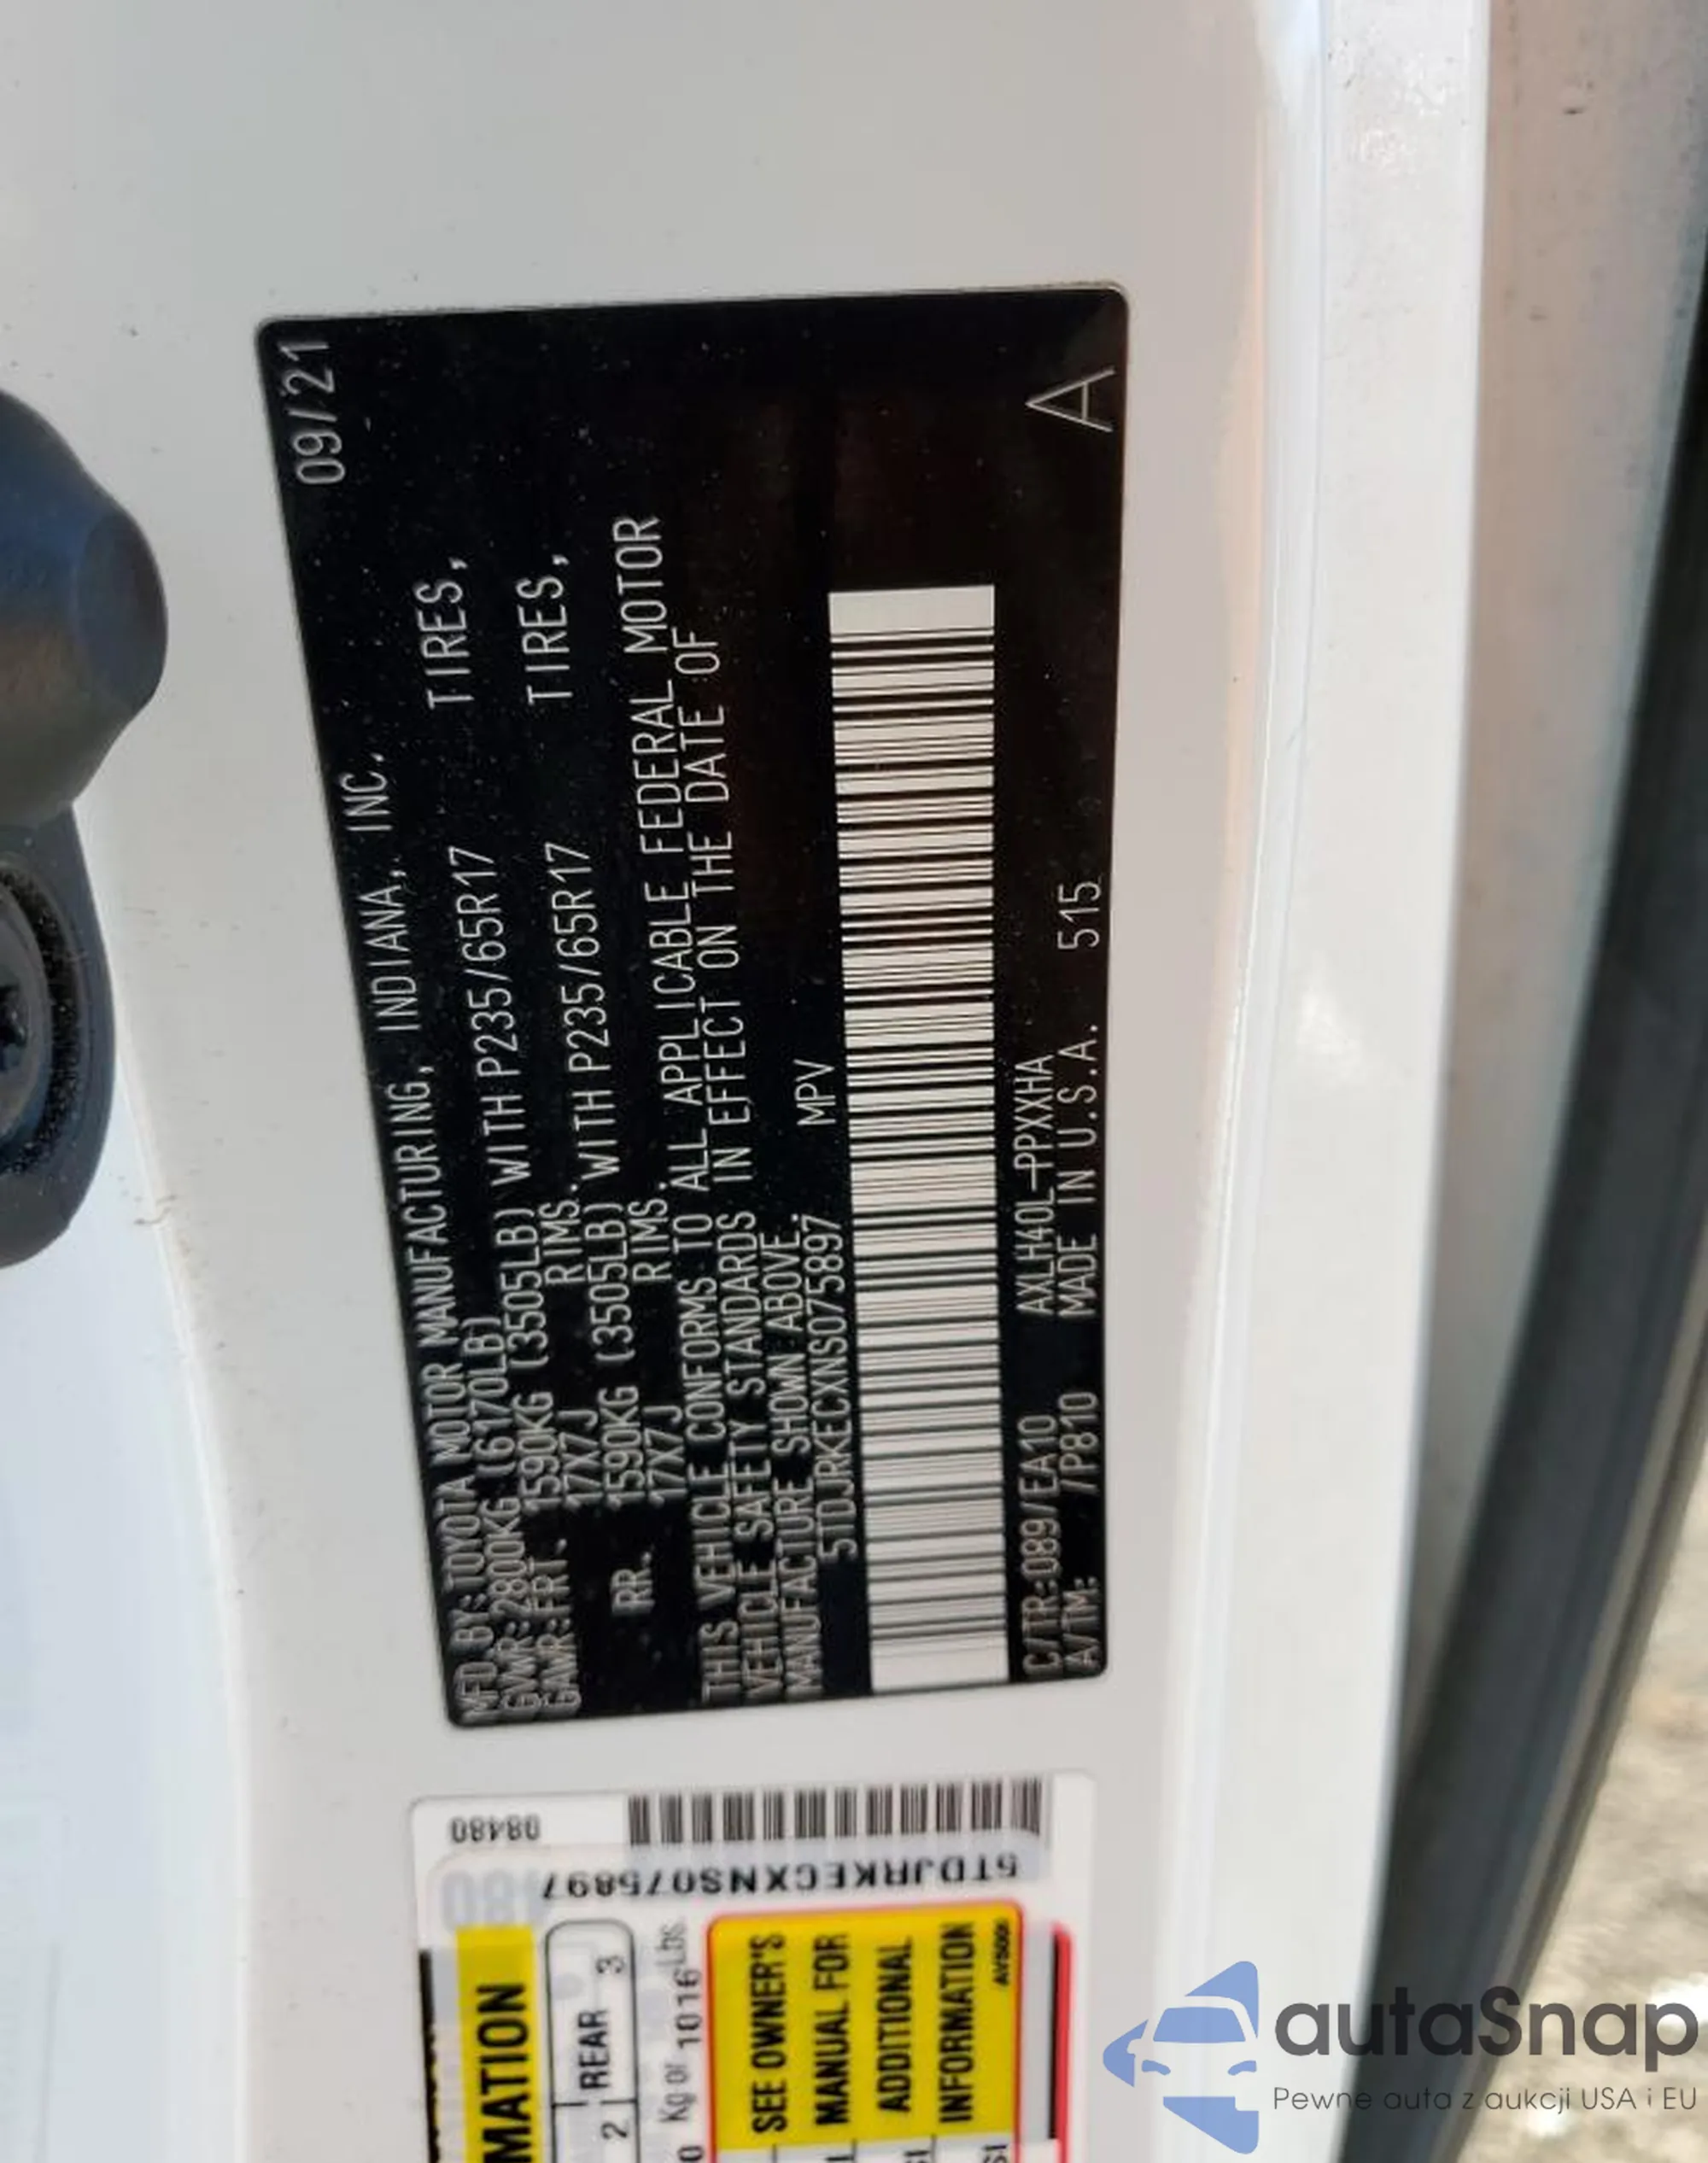 09/21
MFD BY: TOYOTA MOTOR MANUFACTURING, INDIANA, INC.
GVWR: 2800KG (6170LB)
GAWR: FRT. 1590KG (3505LB) WITH P235/65R17 TIRES,
17X7J RIMS.
RR. 1590KG (3505LB) WITH P235/65R17 TIRES,
17X7J RIMS.
THIS VEHICLE CONFORMS TO ALL APPLICABLE FEDERAL MOTOR
VEHICLE SAFETY STANDARDS IN EFFECT ON THE DATE OF
MANUFACTURE SHOWN ABOVE.
5TDJRKECXNS075897 MPV
C/TR: 089/EA10 AXLH40L-PPXXHA
A/TM: /P810 MADE IN U.S.A. 515
A
08480
5TDJRKECXNS075897
MATION
2 REAR 3
Kg or 1016 Lbs.
SEE OWNER'S
MANUAL FOR
ADDITIONAL
INFORMATION
autaSnap
Pewne auta z aukcji USA i EU